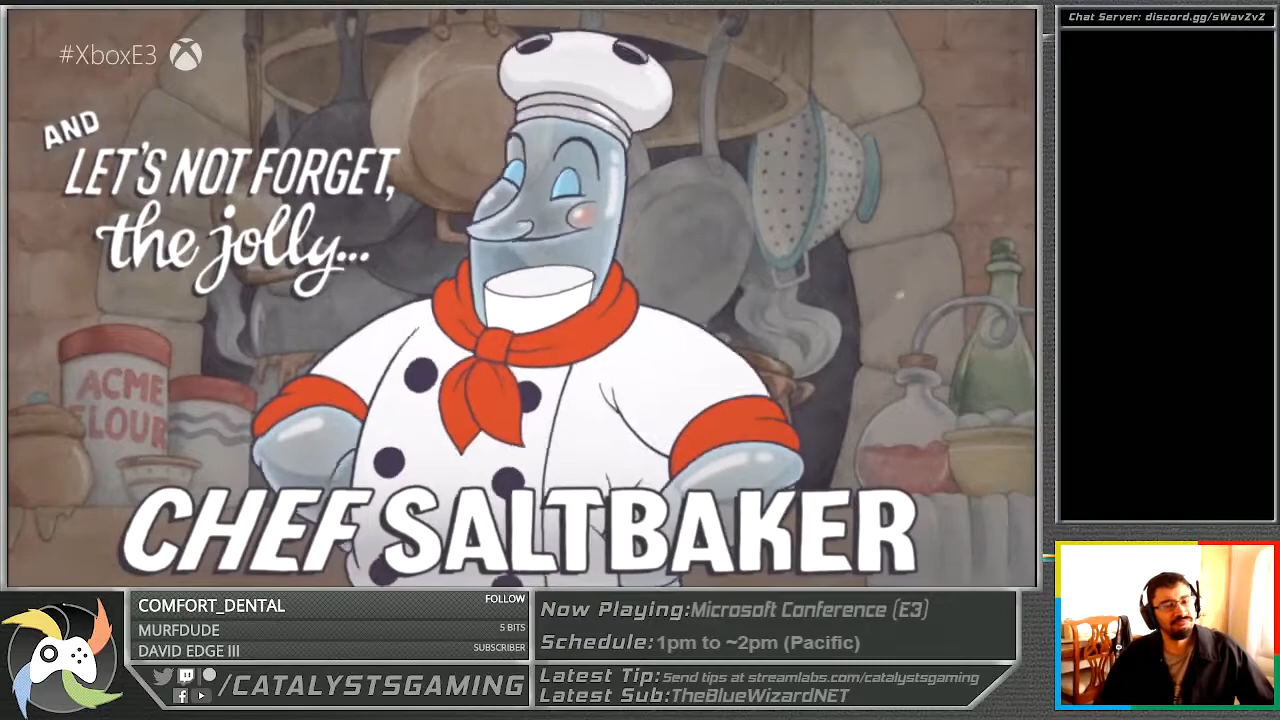 #XboxE3
AND
LET'S NOT FORGET,
the jolly...
ACME
FLOUR
CHEF SALTBAKER
Chat Server: discord.gg/sWavZvZ
COMFORT_DENTAL FOLLOW
MURFDUDE 5 BITS
DAVID EDGE III SUBSCRIBER
/CATALYSTSGAMING
Now Playing:Microsoft Conference (E3)
Schedule:1pm to ~2pm (Pacific)
Latest Tip:Send tips at streamlabs.com/catalystsgaming
Latest Sub:TheBlueWizardNET